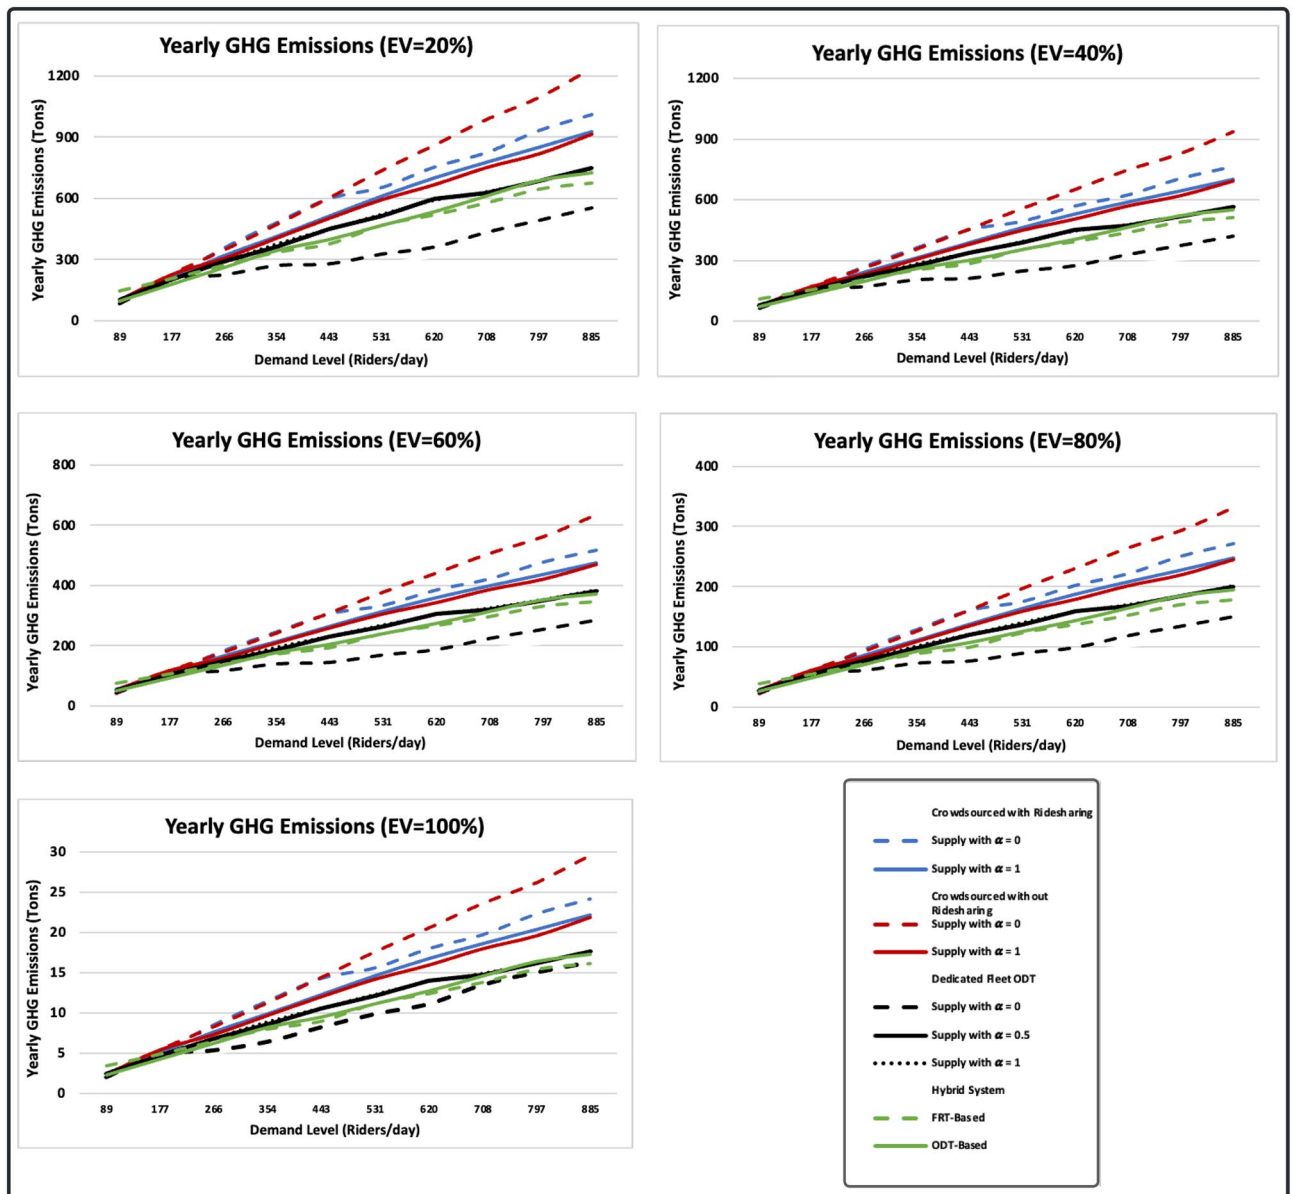 Yearly GHG Emissions (EV=20%)
Yearly GHG Emissions (Tons)
1200
900
600
300
0
89 177 266 354 443 531 620 708 797 885
Demand Level (Riders/day)
Yearly GHG Emissions (EV=40%)
Yearly GHG Emissions (Tons)
1200
900
600
300
0
89 177 266 354 443 531 620 708 797 885
Demand Level (Riders/day)
Yearly GHG Emissions (EV=60%)
Yearly GHG Emissions (Tons)
800
600
400
200
0
89 177 266 354 443 531 620 708 797 885
Demand Level (Riders/day)
Yearly GHG Emissions (EV=80%)
Yearly GHG Emissions (Tons)
400
300
200
100
0
89 177 266 354 443 531 620 708 797 885
Demand Level (Riders/day)
Yearly GHG Emissions (EV=100%)
Yearly GHG Emissions (Tons)
30
25
20
15
10
5
0
89 177 266 354 443 531 620 708 797 885
Demand Level (Riders/day)
Crowdsourced with Ridesharing
Supply with α = 0
Supply with α = 1
Crowdsourced without
Ridesharing
Supply with α = 0
Supply with α = 1
Dedicated Fleet ODT
Supply with α = 0
Supply with α = 0.5
Supply with α = 1
Hybrid System
FRT-Based
ODT-Based